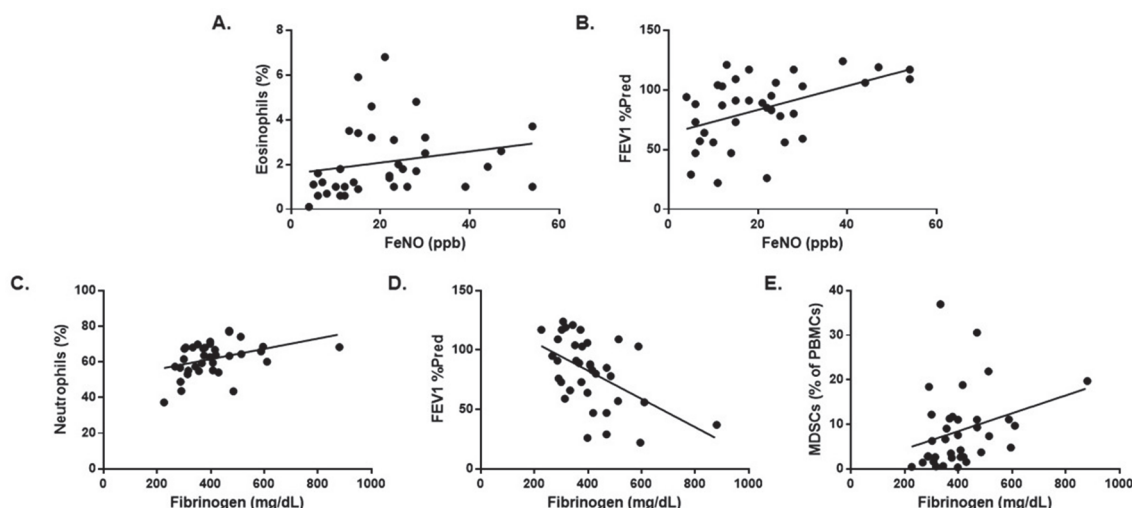 A.
Eosinophils (%)
8
6
4
2
0
0 20 40 60
FeNO (ppb)
B.
FEV1 %Pred
150
100
50
0
0 20 40 60
FeNO (ppb)
C.
Neutrophils (%)
100
80
60
40
20
0
0 200 400 600 800 1000
Fibrinogen (mg/dL)
D.
FEV1 %Pred
150
100
50
0
0 200 400 600 800 1000
Fibrinogen (mg/dL)
E.
MDSCs (% of PBMCs)
40
30
20
10
0
0 200 400 600 800 1000
Fibrinogen (mg/dL)